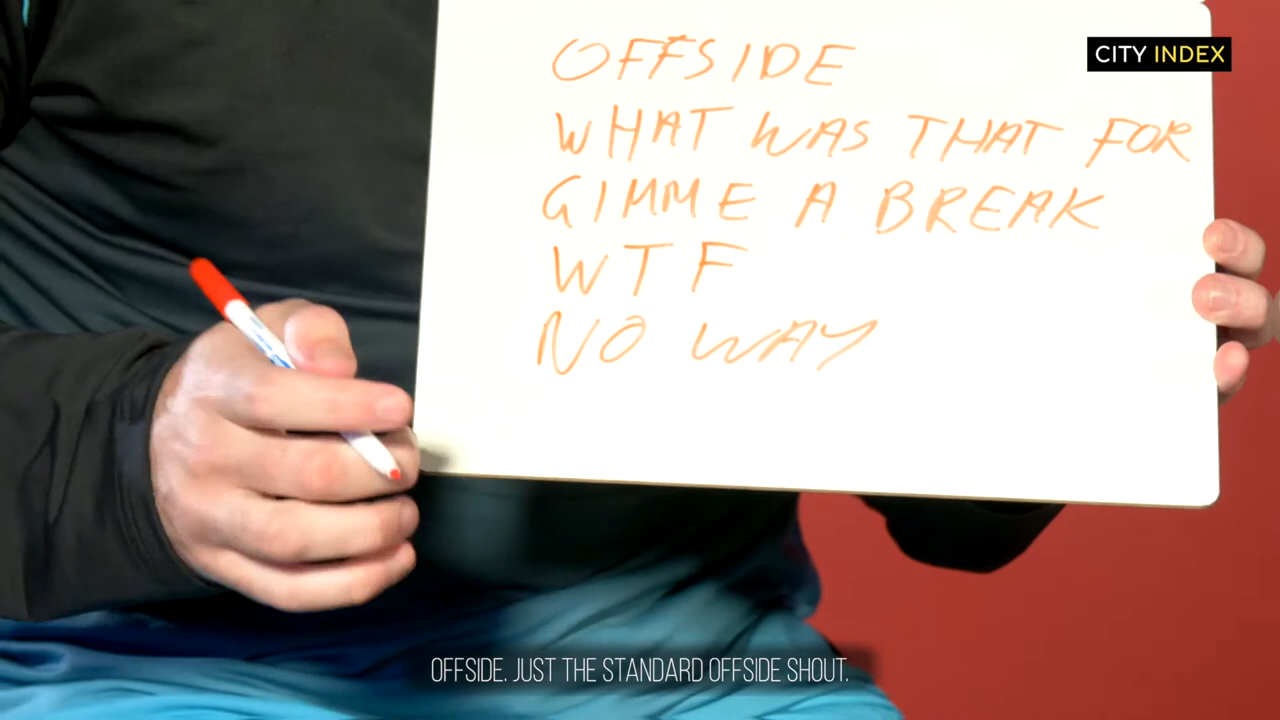 CITY INDEX
OFFSIDE
WHAT WAS THAT FOR
GIMME A BREAK
WTF
NO WAY
OFFSIDE. JUST THE STANDARD OFFSIDE SHOUT.